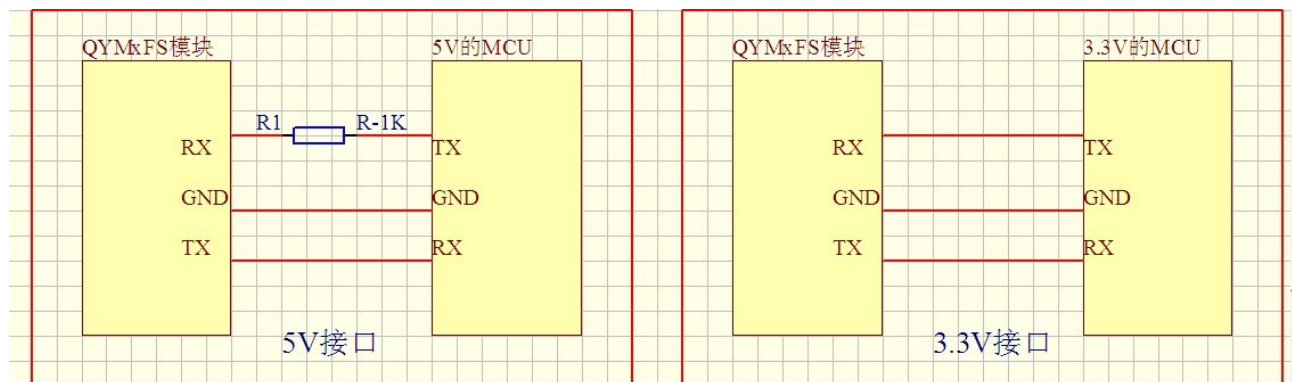 QYMxFS模块 5V的MCU
R1 R-1K
RX TX
GND GND
TX RX
5V接口
QYMxFS模块 3.3V的MCU
RX TX
GND GND
TX RX
3.3V接口